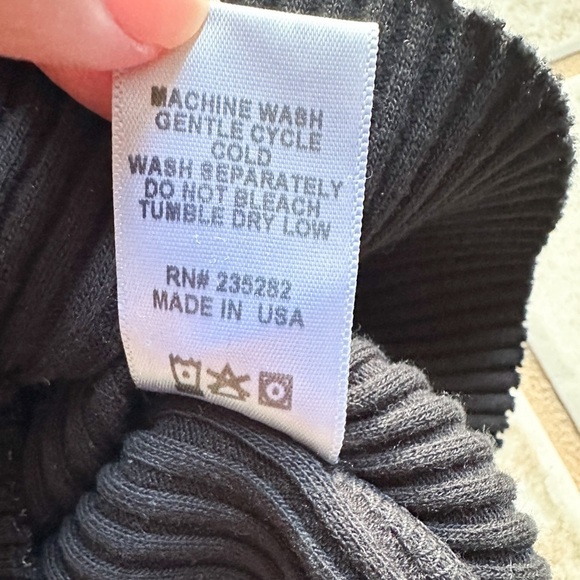 MACHINE WASH
GENTLE CYCLE
COLD
WASH SEPARATELY
DO NOT BLEACH
TUMBLE DRY LOW
RN# 235282
MADE IN USA